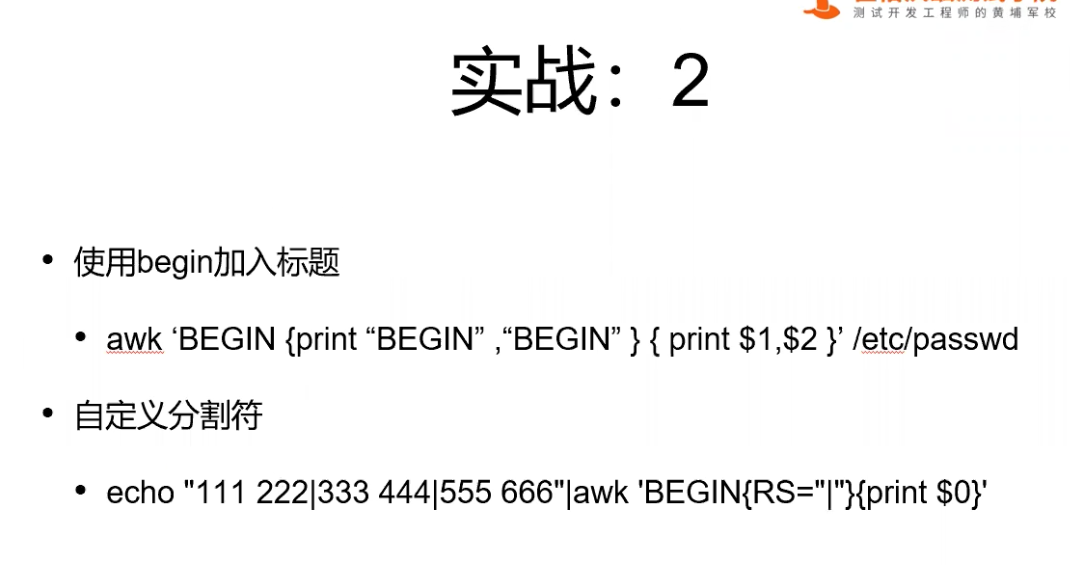 测试开发工程师的黄埔军校
实战：2
• 使用begin加入标题
• awk ‘BEGIN {print “BEGIN” ,“BEGIN” } { print $1,$2 }’ /etc/passwd
• 自定义分割符
• echo "111 222|333 444|555 666"|awk 'BEGIN{RS="|"}{print $0}'